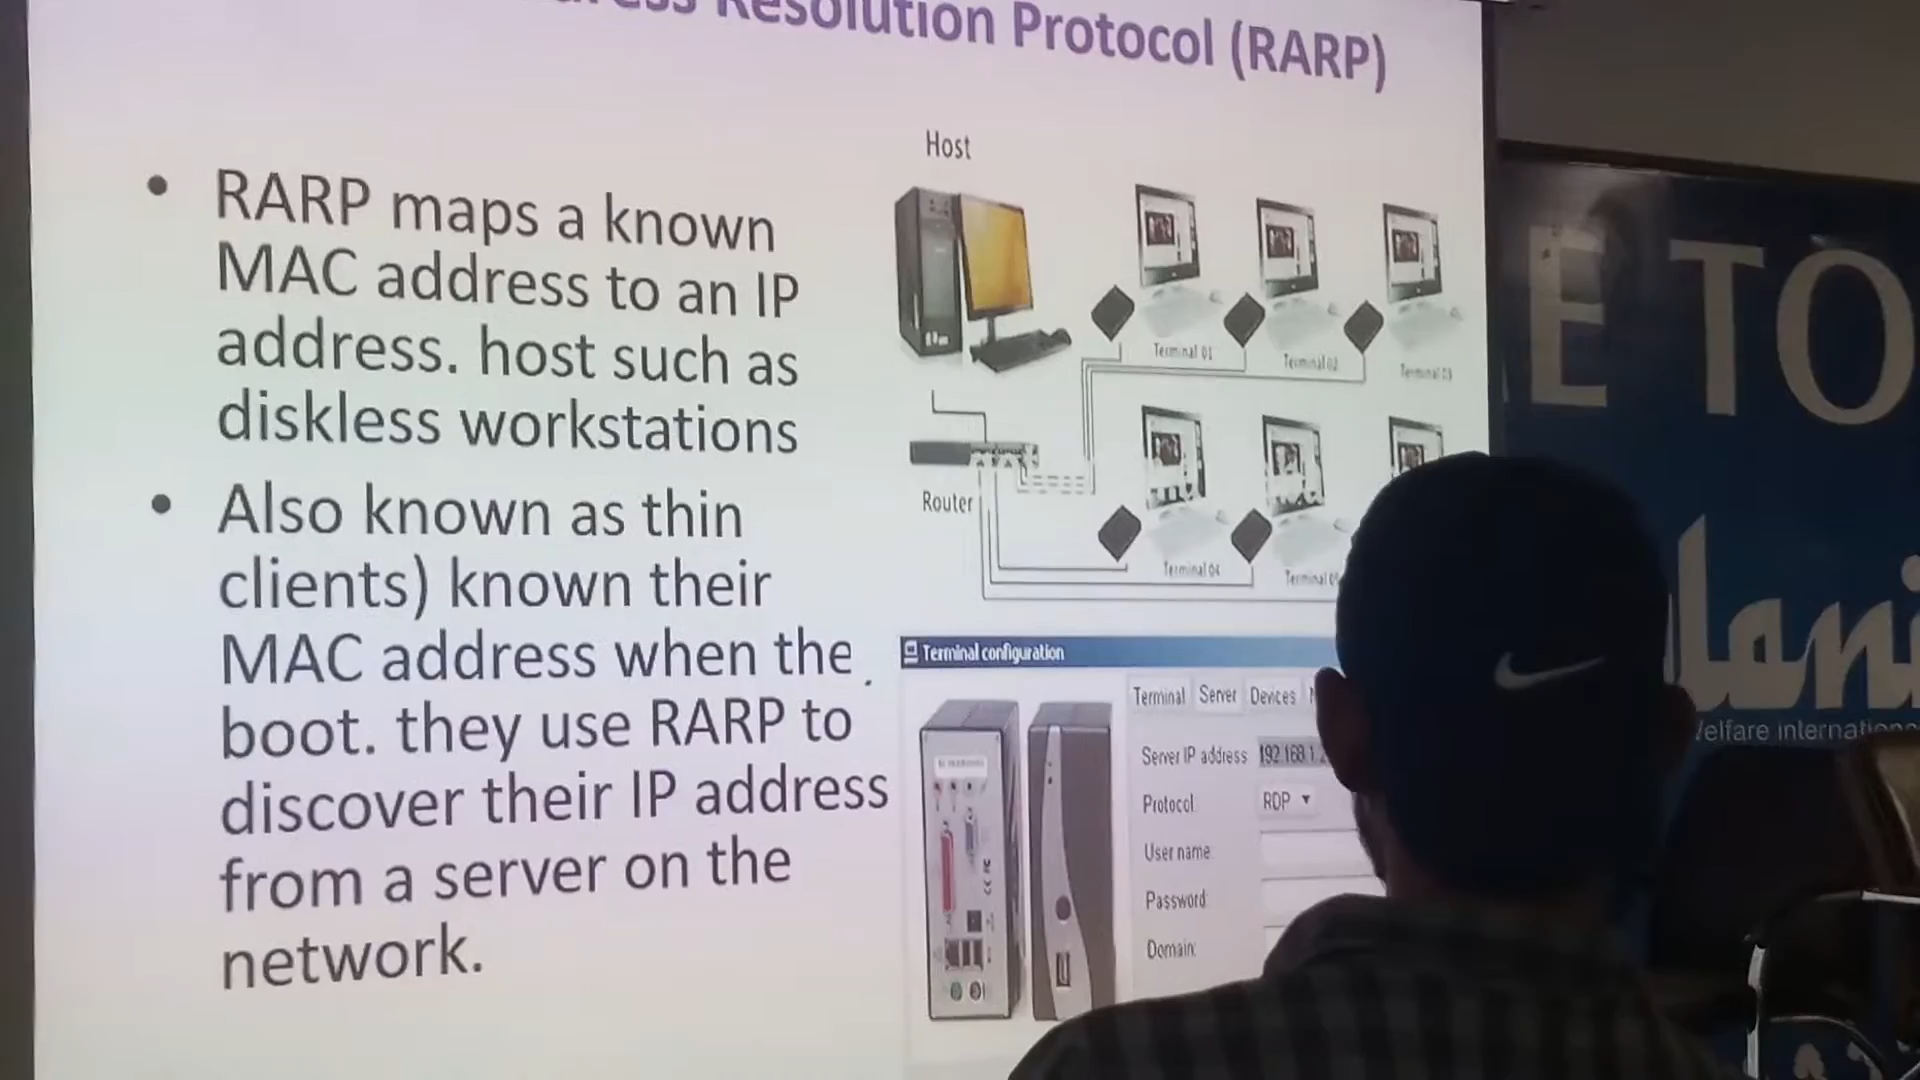 Resolution Protocol (RARP)
Host
• RARP maps a known
MAC address to an IP
address. host such as
diskless workstations
• Also known as thin
clients) known their
MAC address when the
boot. they use RARP to
discover their IP address
from a server on the
network.
Terminal 01
Terminal 02
Terminal 03
Router
Terminal 04
Terminal
Terminal configuration
Terminal Server Devices
Server IP address 192.168.1.
Protocol RDP
User name:
Password:
Domain:
E TO
lani
elfare internation